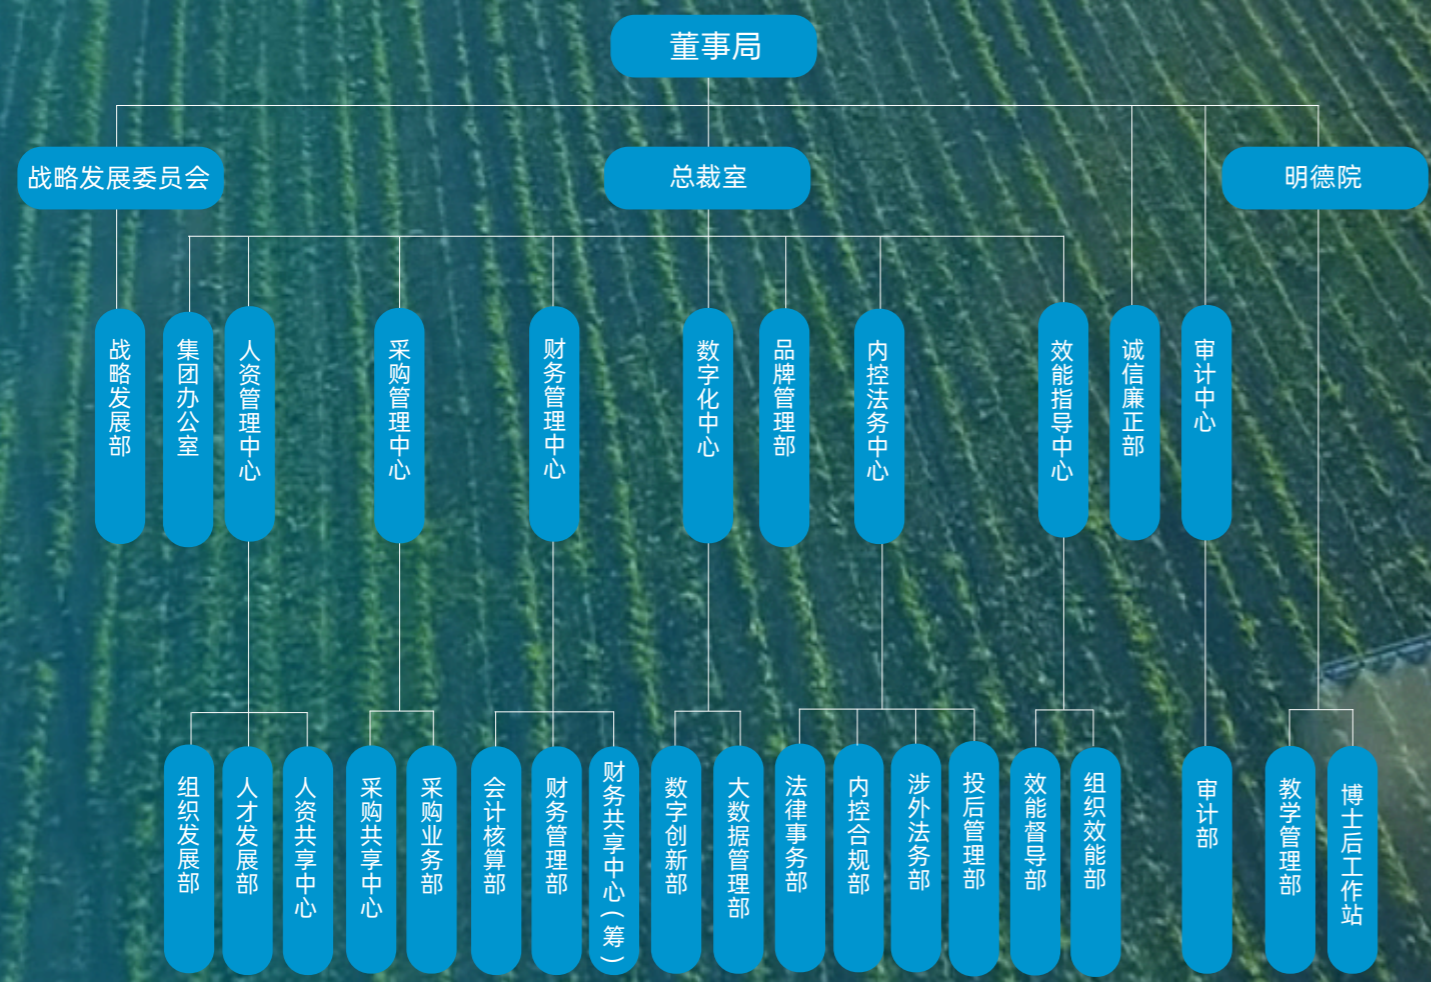 董事局
战略发展委员会
总裁室
明德院
战略发展部
集团办公室
人资管理中心
采购管理中心
财务管理中心
数字化中心
品牌管理部
内控法务中心
效能指导中心
诚信廉正部
审计中心
组织发展部
人才发展部
人资共享中心
采购共享中心
采购业务部
会计核算部
财务管理部
财务共享中心(筹)
数字创新部
大数据管理部
法律事务部
内控合规部
涉外法务部
投后管理部
效能督导部
组织效能部
审计部
教学管理部
博士后工作站